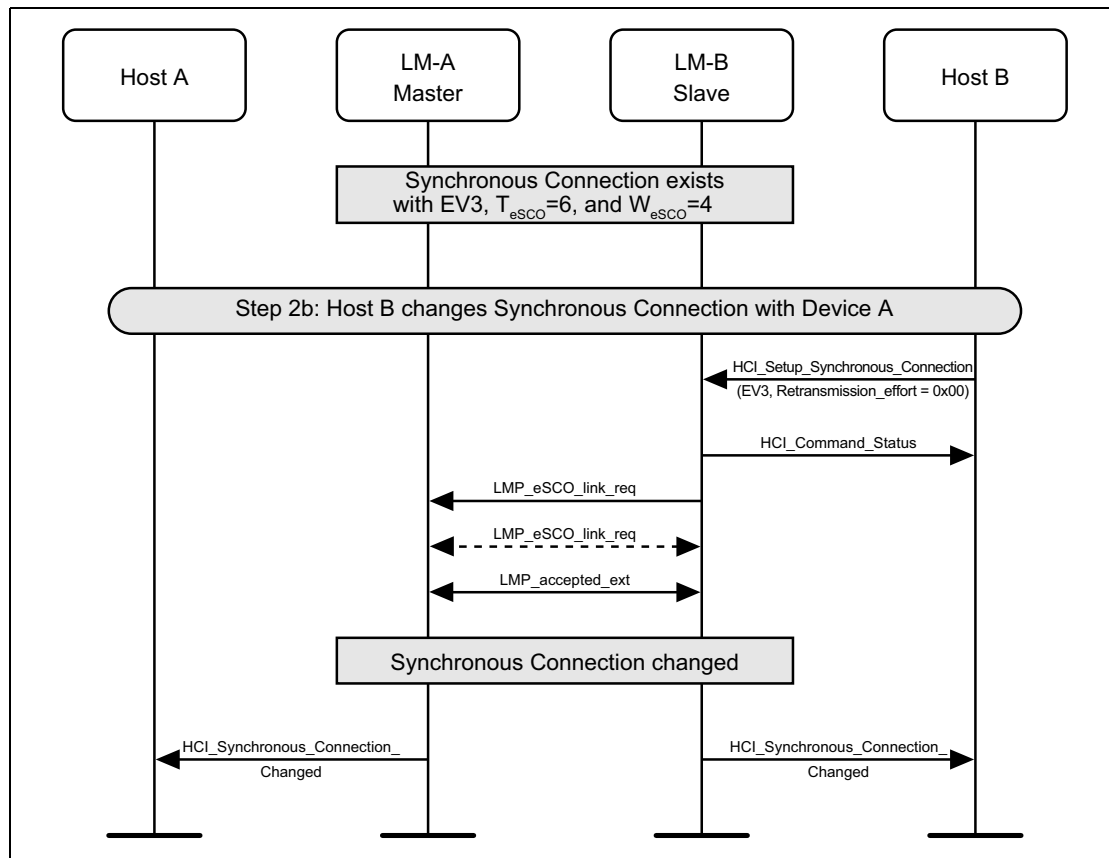 Host A
LM-A
Master
LM-B
Slave
Host B
Synchronous Connection exists
with EV3, TeSCO=6, and WeSCO=4
Step 2b: Host B changes Synchronous Connection with Device A
HCI_Setup_Synchronous_Connection
(EV3, Retransmission_effort = 0x00)
HCI_Command_Status
LMP_eSCO_link_req
LMP_eSCO_link_req
LMP_accepted_ext
Synchronous Connection changed
HCI_Synchronous_Connection_
Changed
HCI_Synchronous_Connection_
Changed